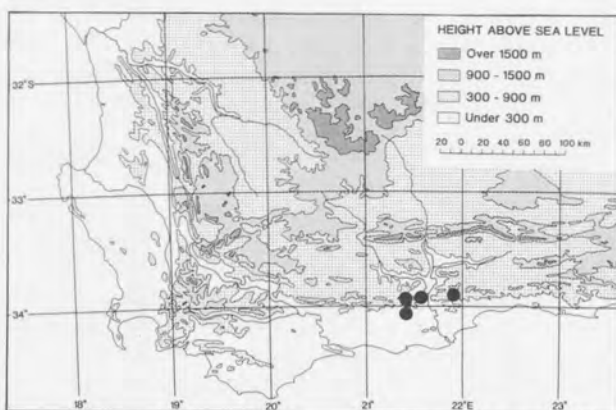 HEIGHT ABOVE SEA LEVEL
Over 1500 m
900 - 1500 m
300 - 900 m
Under 300 m
20 0 20 40 60 80 100 km
32°S
33°
34°
18°
19°
20°
21°
22°E
23°